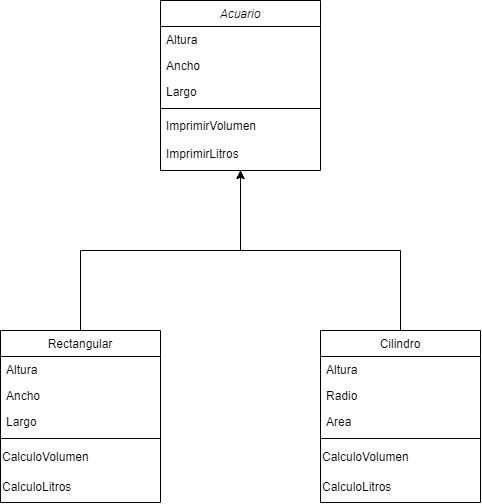 Acuario
Altura
Ancho
Largo
ImprimirVolumen
ImprimirLitros
Rectangular
Altura
Ancho
Largo
CalculoVolumen
CalculoLitros
Cilindro
Altura
Radio
Area
CalculoVolumen
CalculoLitros